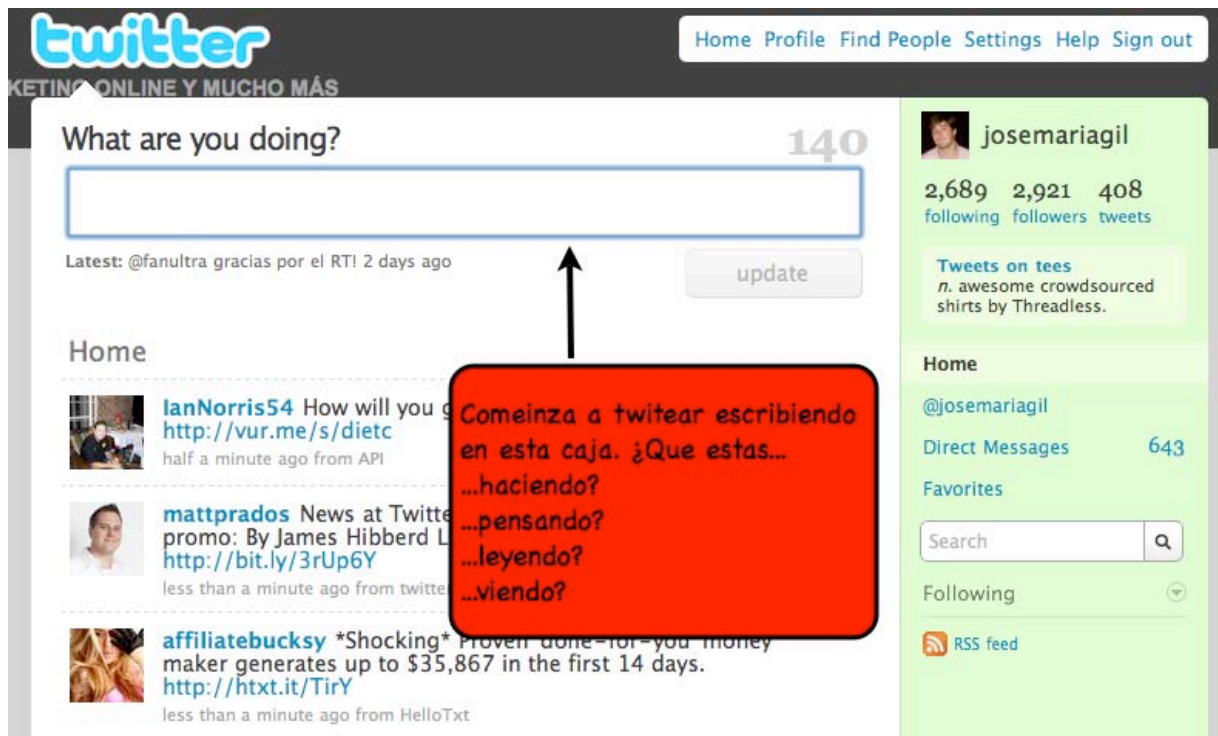 twitter
Home Profile Find People Settings Help Sign out
KETING ONLINE Y MUCHO MÁS
What are you doing?
140
Latest: @fanultra gracias por el RT! 2 days ago
update
Home
IanNorris54 How will you
http://vur.me/s/dietc
half a minute ago from API
mattprados News at Twitte
promo: By James Hibberd L
http://bit.ly/3rUp6Y
less than a minute ago from twitte
affiliatebucksy *Shocking* Proven done-for-you money
maker generates up to $35,867 in the first 14 days.
http://htxt.it/TirY
less than a minute ago from HelloTxt
Comeinza a twitear escribiendo
en esta caja. ¿Que estas...
...haciendo?
...pensando?
...leyendo?
...viendo?
josemariagil
2,689 2,921 408
following followers tweets
Tweets on tees
n. awesome crowdsourced
shirts by Threadless.
Home
@josemariagil
Direct Messages 643
Favorites
Search
Following
RSS feed